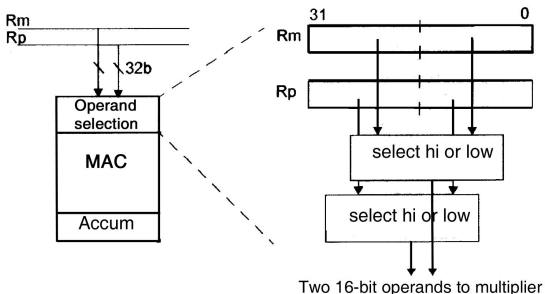 Rm
Rp
32b
Operand
selection
MAC
Accum
31 0
Rm
Rp
select hi or low
select hi or low
Two 16-bit operands to multiplier